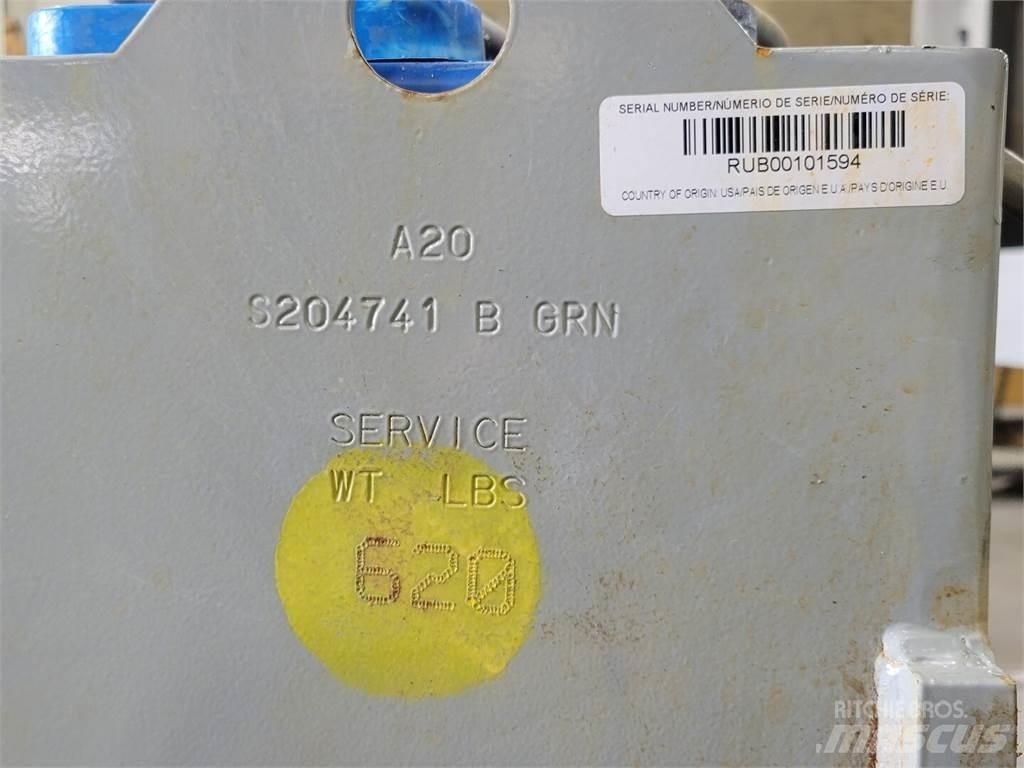 SERIAL NUMBER/NÚMERIO DE SERIE/NUMÉRO DE SÉRIE:
RUB00101594
COUNTRY OF ORIGIN: USA/PAIS DE ORIGEN E.U.A./PAYS D'ORIGINE E.U.
A20
S204741 B GRN
SERVICE
WT LBS
620
RITCHIE BROS.
MASCUS